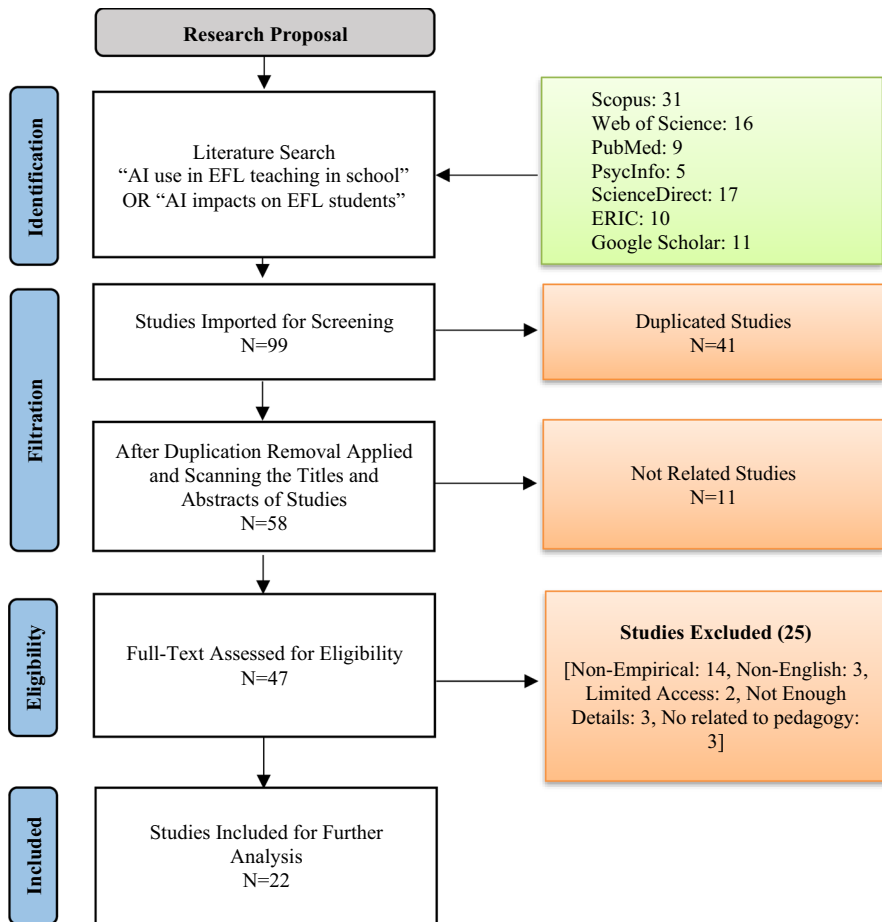 Research Proposal
Identification
Literature Search
“AI use in EFL teaching in school”
OR “AI impacts on EFL students”
Scopus: 31
Web of Science: 16
PubMed: 9
PsycInfo: 5
ScienceDirect: 17
ERIC: 10
Google Scholar: 11
Filtration
Studies Imported for Screening
N=99
Duplicated Studies
N=41
After Duplication Removal Applied
and Scanning the Titles and
Abstracts of Studies
N=58
Not Related Studies
N=11
Eligibility
Full-Text Assessed for Eligibility
N=47
Studies Excluded (25)
[Non-Empirical: 14, Non-English: 3,
Limited Access: 2, Not Enough
Details: 3, No related to pedagogy:
3]
Included
Studies Included for Further
Analysis
N=22